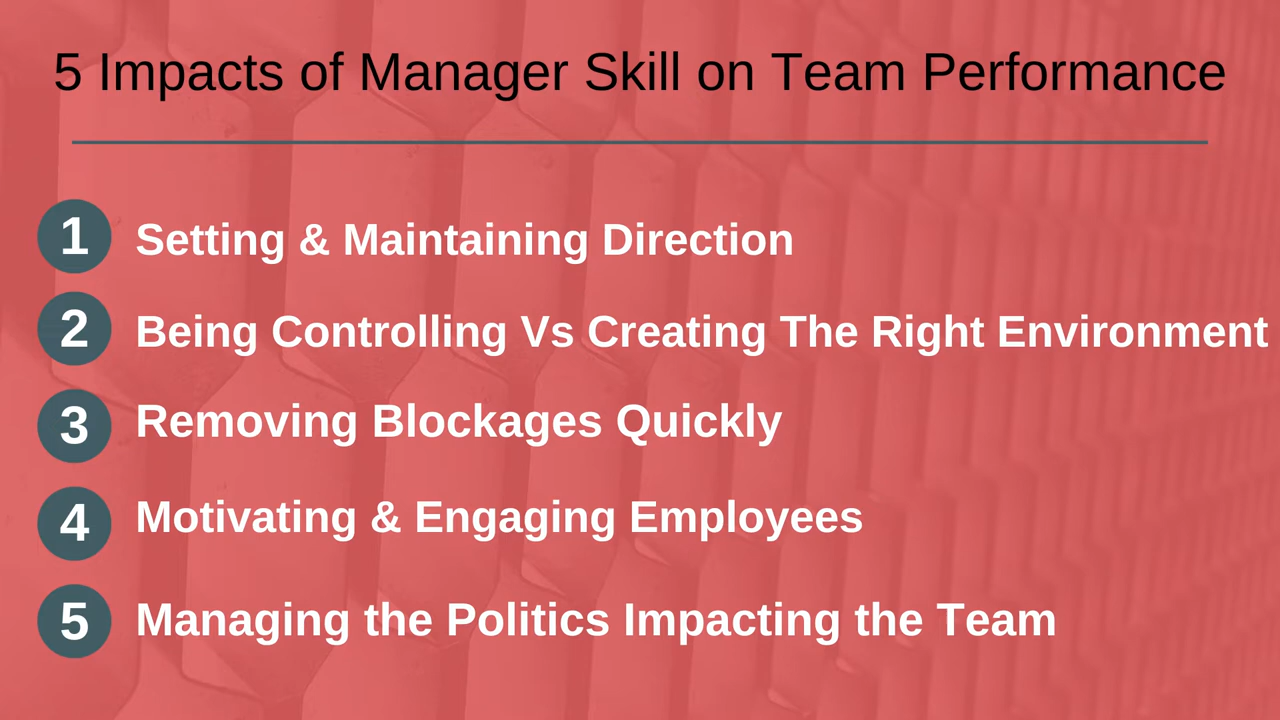 5 Impacts of Manager Skill on Team Performance
1 Setting & Maintaining Direction
2 Being Controlling Vs Creating The Right Environment
3 Removing Blockages Quickly
4 Motivating & Engaging Employees
5 Managing the Politics Impacting the Team